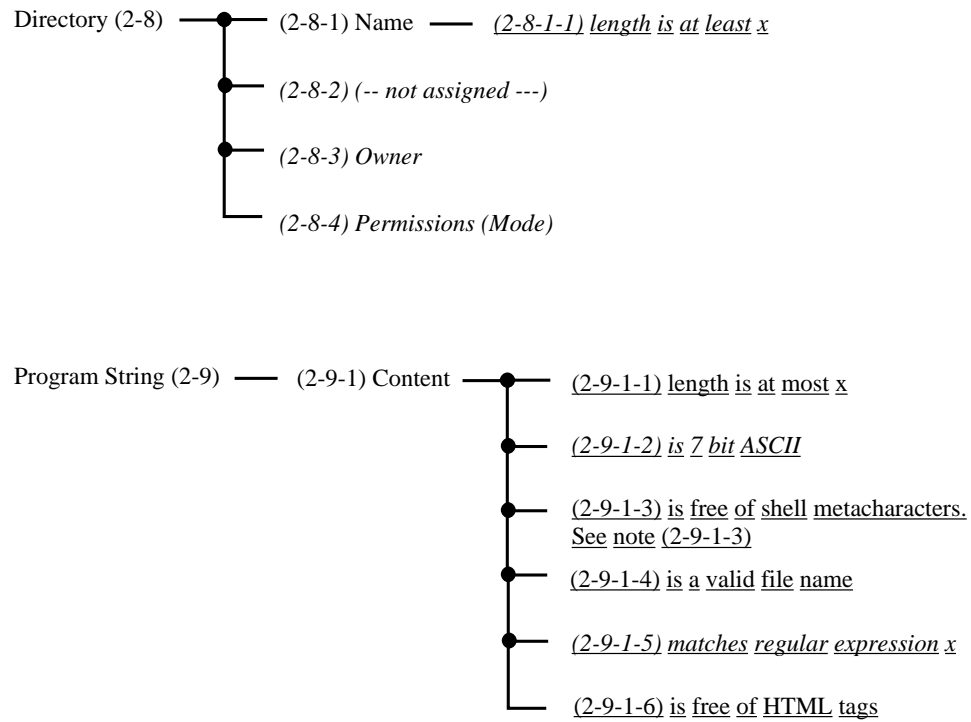 Directory (2-8) (2-8-1) Name (2-8-1-1) length is at least x
(2-8-2) (-- not assigned ---)
(2-8-3) Owner
(2-8-4) Permissions (Mode)
Program String (2-9) (2-9-1) Content (2-9-1-1) length is at most x
(2-9-1-2) is 7 bit ASCII
(2-9-1-3) is free of shell metacharacters.
See note (2-9-1-3)
(2-9-1-4) is a valid file name
(2-9-1-5) matches regular expression x
(2-9-1-6) is free of HTML tags